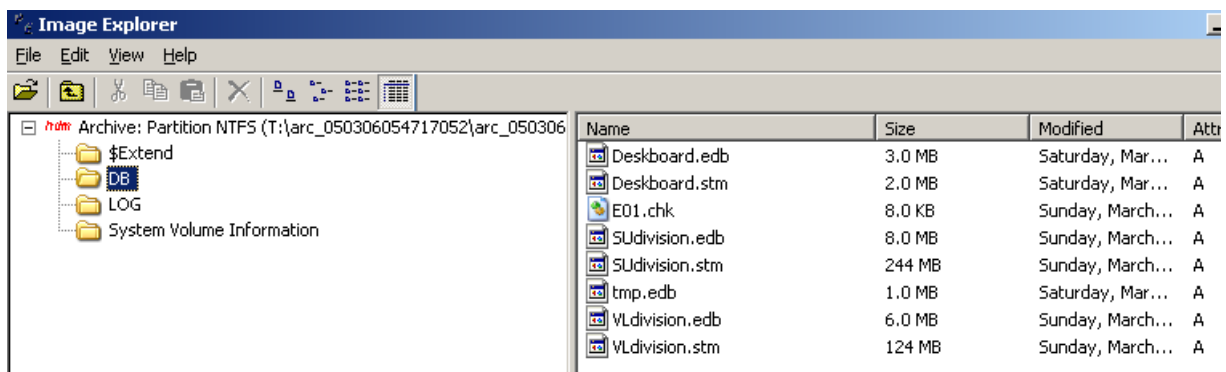 Image Explorer
File Edit View Help
Archive: Partition NTFS (T:\arc_050306054717052\arc_050306
$Extend
DB
LOG
System Volume Information
Name Size Modified Attr
Deskboard.edb 3.0 MB Saturday, Mar... A
Deskboard.stm 2.0 MB Saturday, Mar... A
E01.chk 8.0 KB Sunday, March... A
SUdivision.edb 8.0 MB Sunday, March... A
SUdivision.stm 244 MB Sunday, March... A
tmp.edb 1.0 MB Saturday, Mar... A
VLdivision.edb 6.0 MB Sunday, March... A
VLdivision.stm 124 MB Sunday, March... A